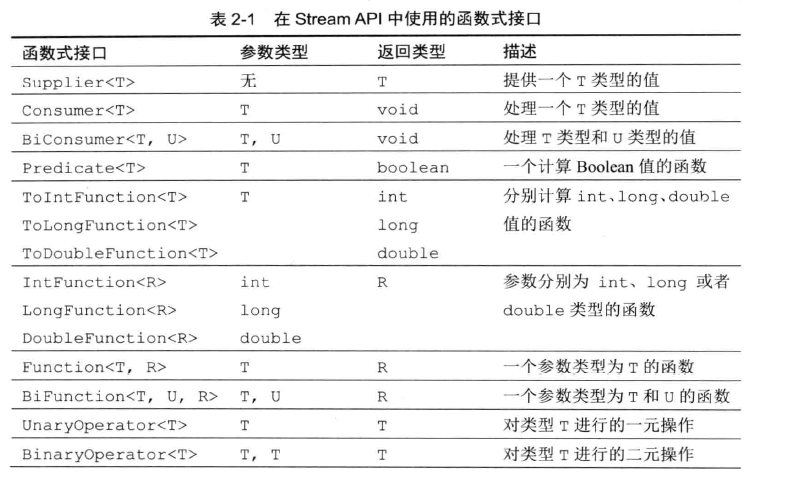 表 2-1 在 Stream API 中使用的函数式接口
函数式接口 参数类型 返回类型 描述
Supplier<T> 无 T 提供一个 T 类型的值
Consumer<T> T void 处理一个 T 类型的值
BiConsumer<T, U> T, U void 处理 T 类型和 U 类型的值
Predicate<T> T boolean 一个计算 Boolean 值的函数
ToIntFunction<T> T int 分别计算 int、long、double
ToLongFunction<T> long 值的函数
ToDoubleFunction<T> double
IntFunction<R> int R 参数分别为 int、long 或者
LongFunction<R> long double 类型的函数
DoubleFunction<R> double
Function<T, R> T R 一个参数类型为 T 的函数
BiFunction<T, U, R> T, U R 一个参数类型为 T 和 U 的函数
UnaryOperator<T> T T 对类型 T 进行的一元操作
BinaryOperator<T> T, T T 对类型 T 进行的二元操作